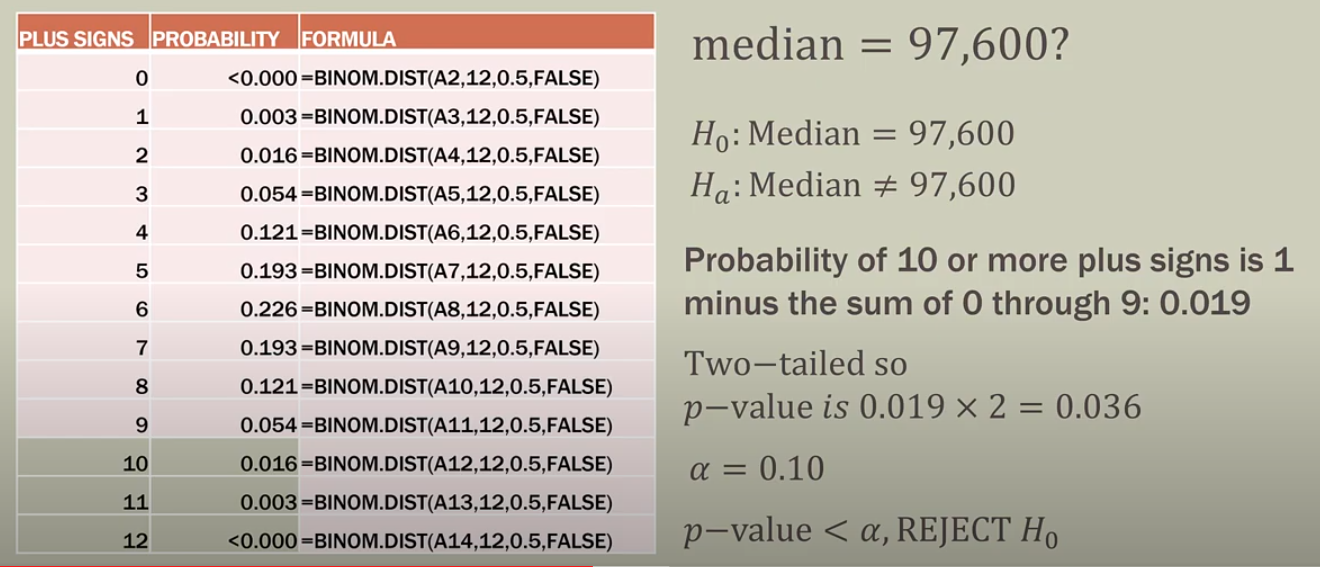 PLUS SIGNS PROBABILITY FORMULA
0 <0.000 =BINOM.DIST(A2,12,0.5,FALSE)
1 0.003 =BINOM.DIST(A3,12,0.5,FALSE)
2 0.016 =BINOM.DIST(A4,12,0.5,FALSE)
3 0.054 =BINOM.DIST(A5,12,0.5,FALSE)
4 0.121 =BINOM.DIST(A6,12,0.5,FALSE)
5 0.193 =BINOM.DIST(A7,12,0.5,FALSE)
6 0.226 =BINOM.DIST(A8,12,0.5,FALSE)
7 0.193 =BINOM.DIST(A9,12,0.5,FALSE)
8 0.121 =BINOM.DIST(A10,12,0.5,FALSE)
9 0.054 =BINOM.DIST(A11,12,0.5,FALSE)
10 0.016 =BINOM.DIST(A12,12,0.5,FALSE)
11 0.003 =BINOM.DIST(A13,12,0.5,FALSE)
12 <0.000 =BINOM.DIST(A14,12,0.5,FALSE)
median = 97,600?
H₀: Median = 97,600
Hₐ: Median ≠ 97,600
Probability of 10 or more plus signs is 1
minus the sum of 0 through 9: 0.019
Two−tailed so
p−value is 0.019 × 2 = 0.036
α = 0.10
p−value < α, REJECT H₀